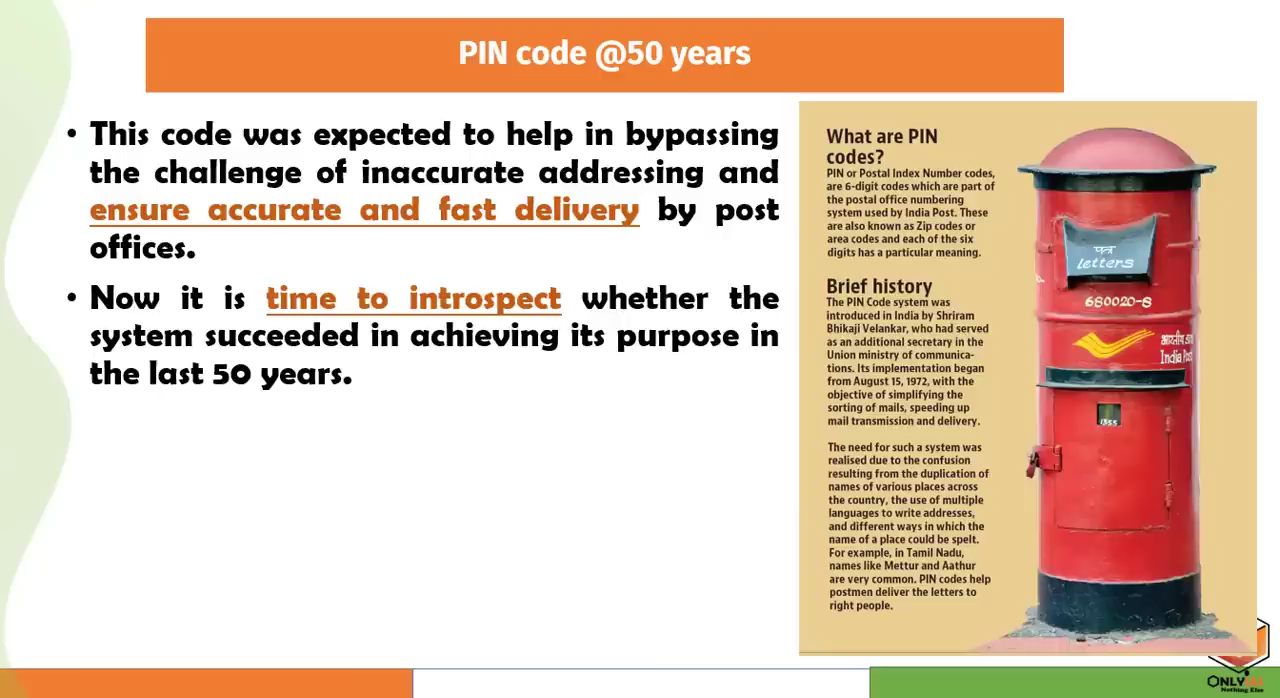 PIN code @50 years
• This code was expected to help in bypassing
the challenge of inaccurate addressing and
ensure accurate and fast delivery by post
offices.
• Now it is time to introspect whether the
system succeeded in achieving its purpose in
the last 50 years.
What are PIN
codes?
PIN or Postal Index Number codes,
are 6-digit codes which are part of
the postal office numbering
system used by India Post. These
are also known as Zip codes or
area codes and each of the six
digits has a particular meaning.
Brief history
The PIN Code system was
introduced in India by Shriram
Bhikaji Velankar, who had served
as an additional secretary in the
Union ministry of communica-
tions. Its implementation began
from August 15, 1972, with the
objective of simplifying the
sorting of mails, speeding up
mail transmission and delivery.
The need for such a system was
realised due to the confusion
resulting from the duplication of
names of various places across
the country, the use of multiple
languages to write addresses,
and different ways in which the
name of a place could be spelt.
For example, in Tamil Nadu,
names like Mettur and Aathur
are very common. PIN codes help
postmen deliver the letters to
right people.
पत्र
letters
680020-8
भारतीय
India Post
ONLY
Nothing Else